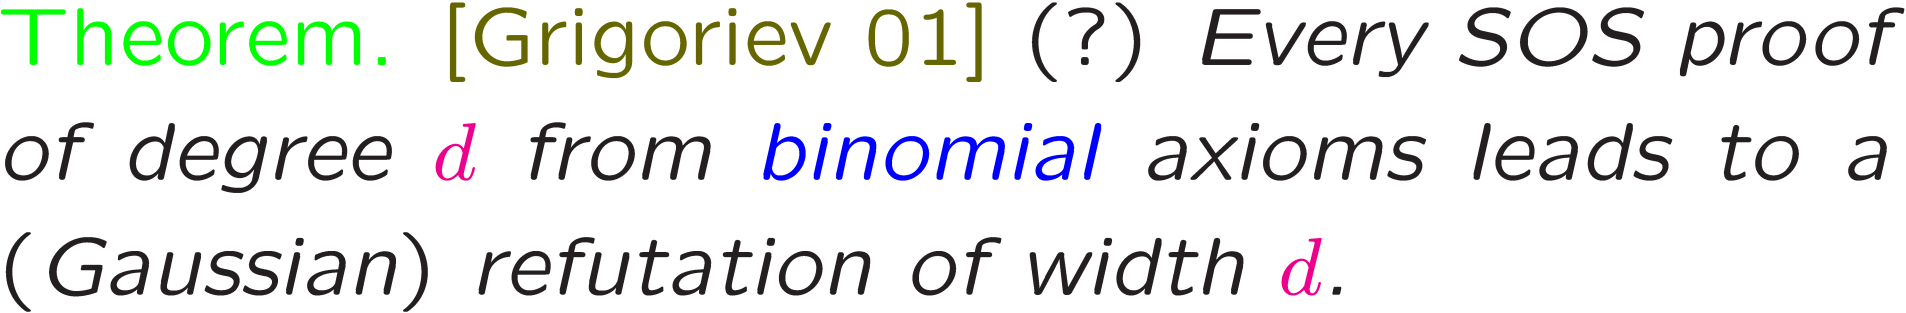 Theorem. [Grigoriev 01] (?) Every SOS proof
of degree d from binomial axioms leads to a
(Gaussian) refutation of width d.